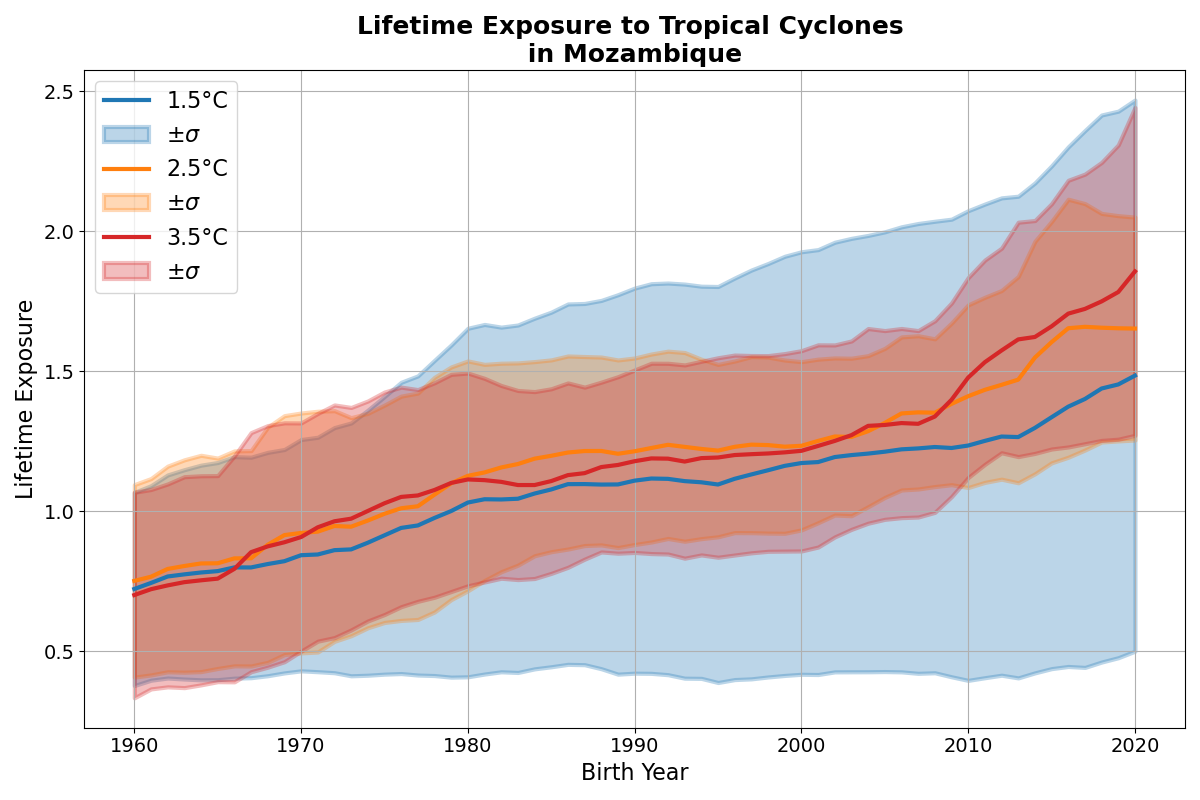 Lifetime Exposure to Tropical Cyclones
in Mozambique
2.5
2.0
1.5
1.0
0.5
Lifetime Exposure
1.5°C
±σ
2.5°C
±σ
3.5°C
±σ
1960 1970 1980 1990 2000 2010 2020
Birth Year